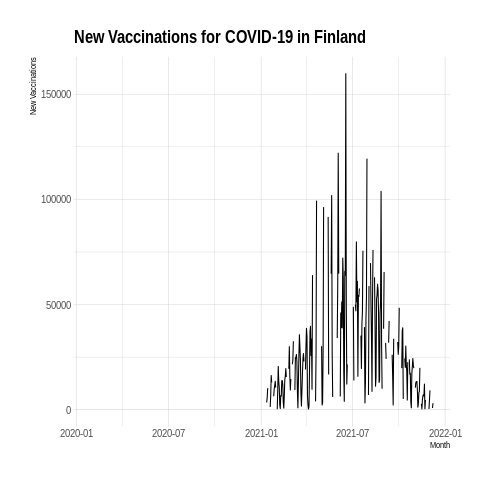 New Vaccinations for COVID-19 in Finland
New Vaccinations
150000
100000
50000
0
2020-01 2020-07 2021-01 2021-07 2022-01
Month